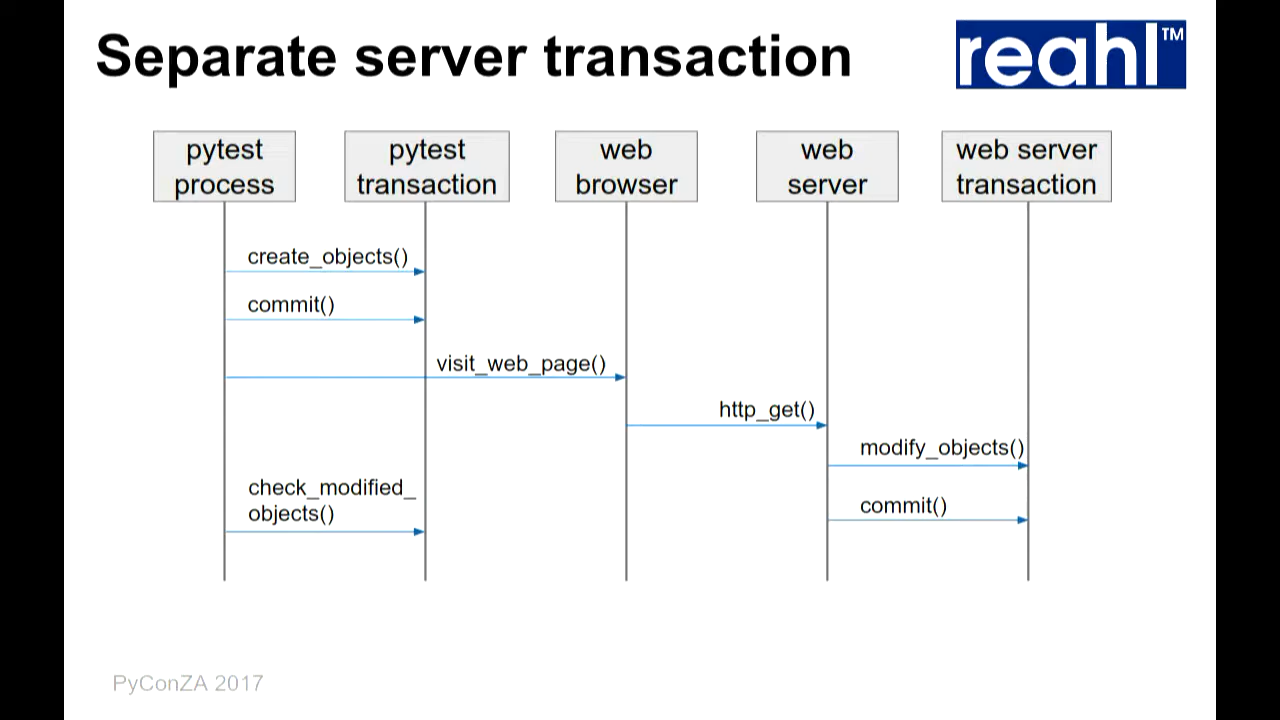 Separate server transaction
reahl™
pytest
process
pytest
transaction
web
browser
web
server
web server
transaction
create_objects()
commit()
visit_web_page()
http_get()
modify_objects()
check_modified_
objects()
commit()
PyConZA 2017